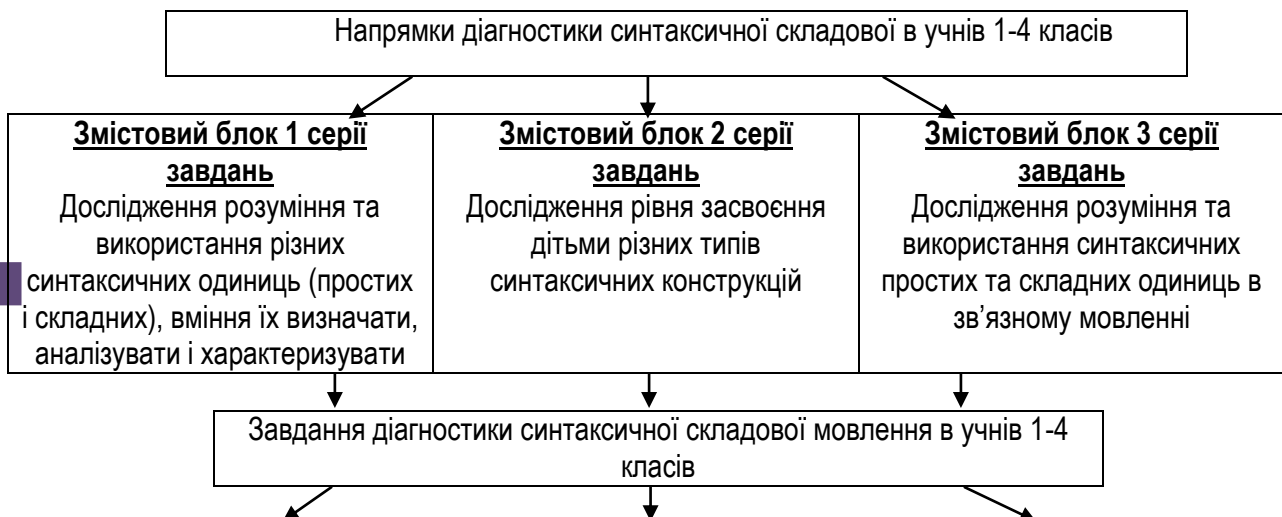 Напрямки діагностики синтаксичної складової в учнів 1-4 класів
Змістовий блок 1 серії
завдань
Дослідження розуміння та
використання різних
синтаксичних одиниць (простих
і складних), вміння їх визначати,
аналізувати і характеризувати
Змістовий блок 2 серії
завдань
Дослідження рівня засвоєння
дітьми різних типів
синтаксичних конструкцій
Змістовий блок 3 серії
завдань
Дослідження розуміння та
використання синтаксичних
простих та складних одиниць в
зв’язному мовленні
Завдання діагностики синтаксичної складової мовлення в учнів 1-4
класів